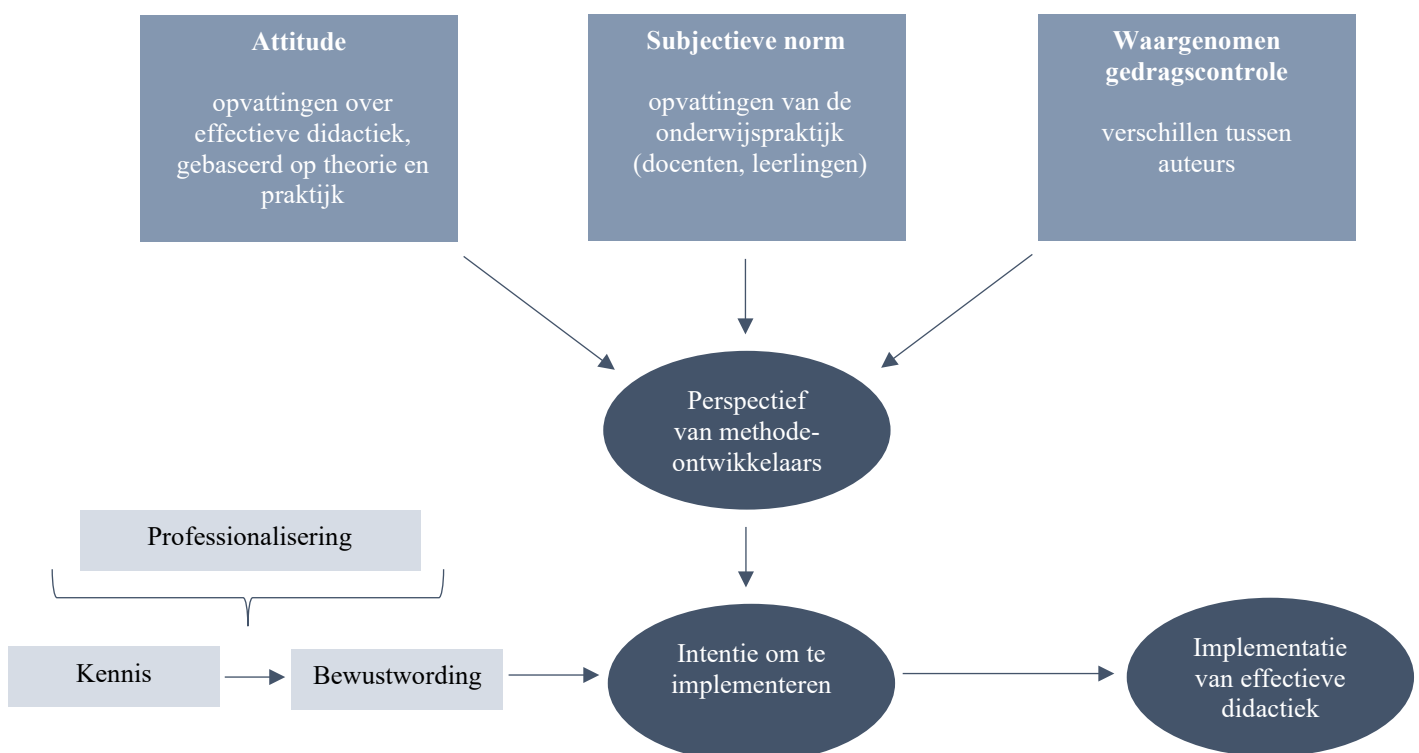 Attitude
opvattingen over
effectieve didactiek,
gebaseerd op theorie en
praktijk
Subjectieve norm
opvattingen van de
onderwijspraktijk
(docenten, leerlingen)
Waargenomen
gedragscontrole
verschillen tussen
auteurs
Perspectief
van methode-
ontwikkelaars
Professionalisering
Kennis
Bewustwording
Intentie om te
implementeren
Implementatie
van effectieve
didactiek